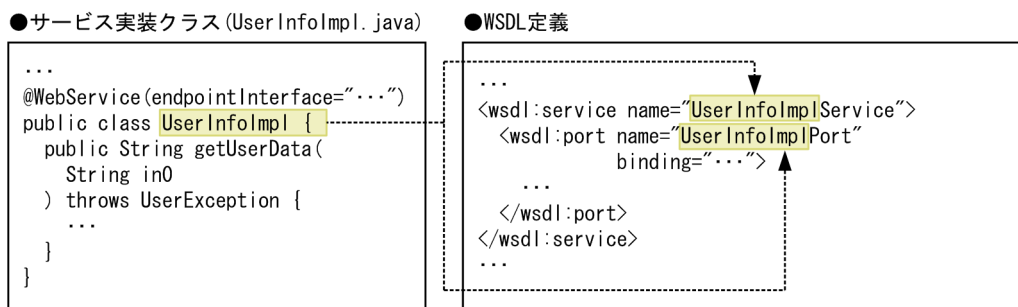 ●サービス実装クラス(UserInfoImpl.java)
...
@WebService(endpointInterface="···")
public class UserInfoImpl {
public String getUserData(
String in0
) throws UserException {
...
}
}
●WSDL定義
...
<wsdl:service name="UserInfoImplService">
<wsdl:port name="UserInfoImplPort"
binding="···">
...
</wsdl:port>
</wsdl:service>
...